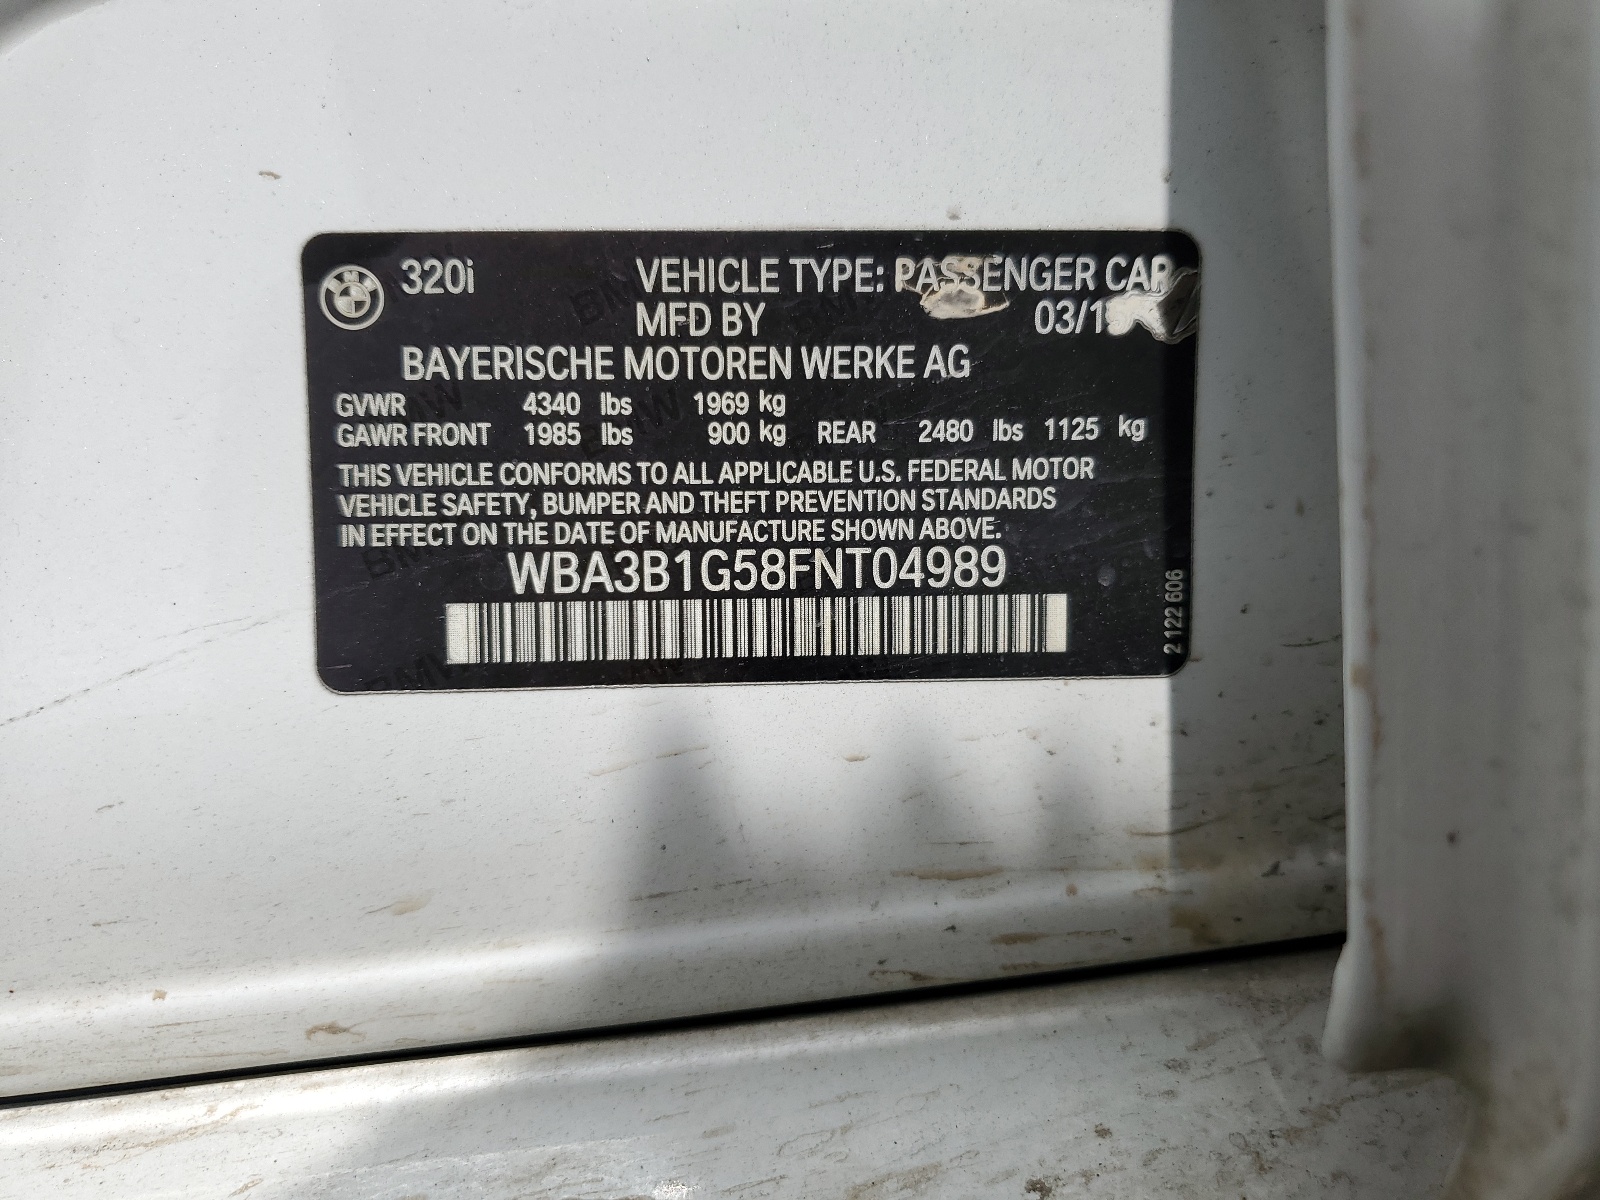 320i VEHICLE TYPE: PASSENGER CAR
MFD BY 03/15
BAYERISCHE MOTOREN WERKE AG
GVWR 4340 lbs 1969 kg
GAWR FRONT 1985 lbs 900 kg REAR 2480 lbs 1125 kg
THIS VEHICLE CONFORMS TO ALL APPLICABLE U.S. FEDERAL MOTOR
VEHICLE SAFETY, BUMPER AND THEFT PREVENTION STANDARDS
IN EFFECT ON THE DATE OF MANUFACTURE SHOWN ABOVE.
WBA3B1G58FNT04989
2 122 606